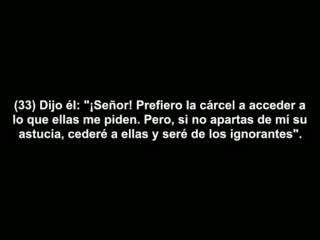 (33) Dijo él: "¡Señor! Prefiero la cárcel a acceder a
lo que ellas me piden. Pero, si no apartas de mí su
astucia, cederé a ellas y seré de los ignorantes".